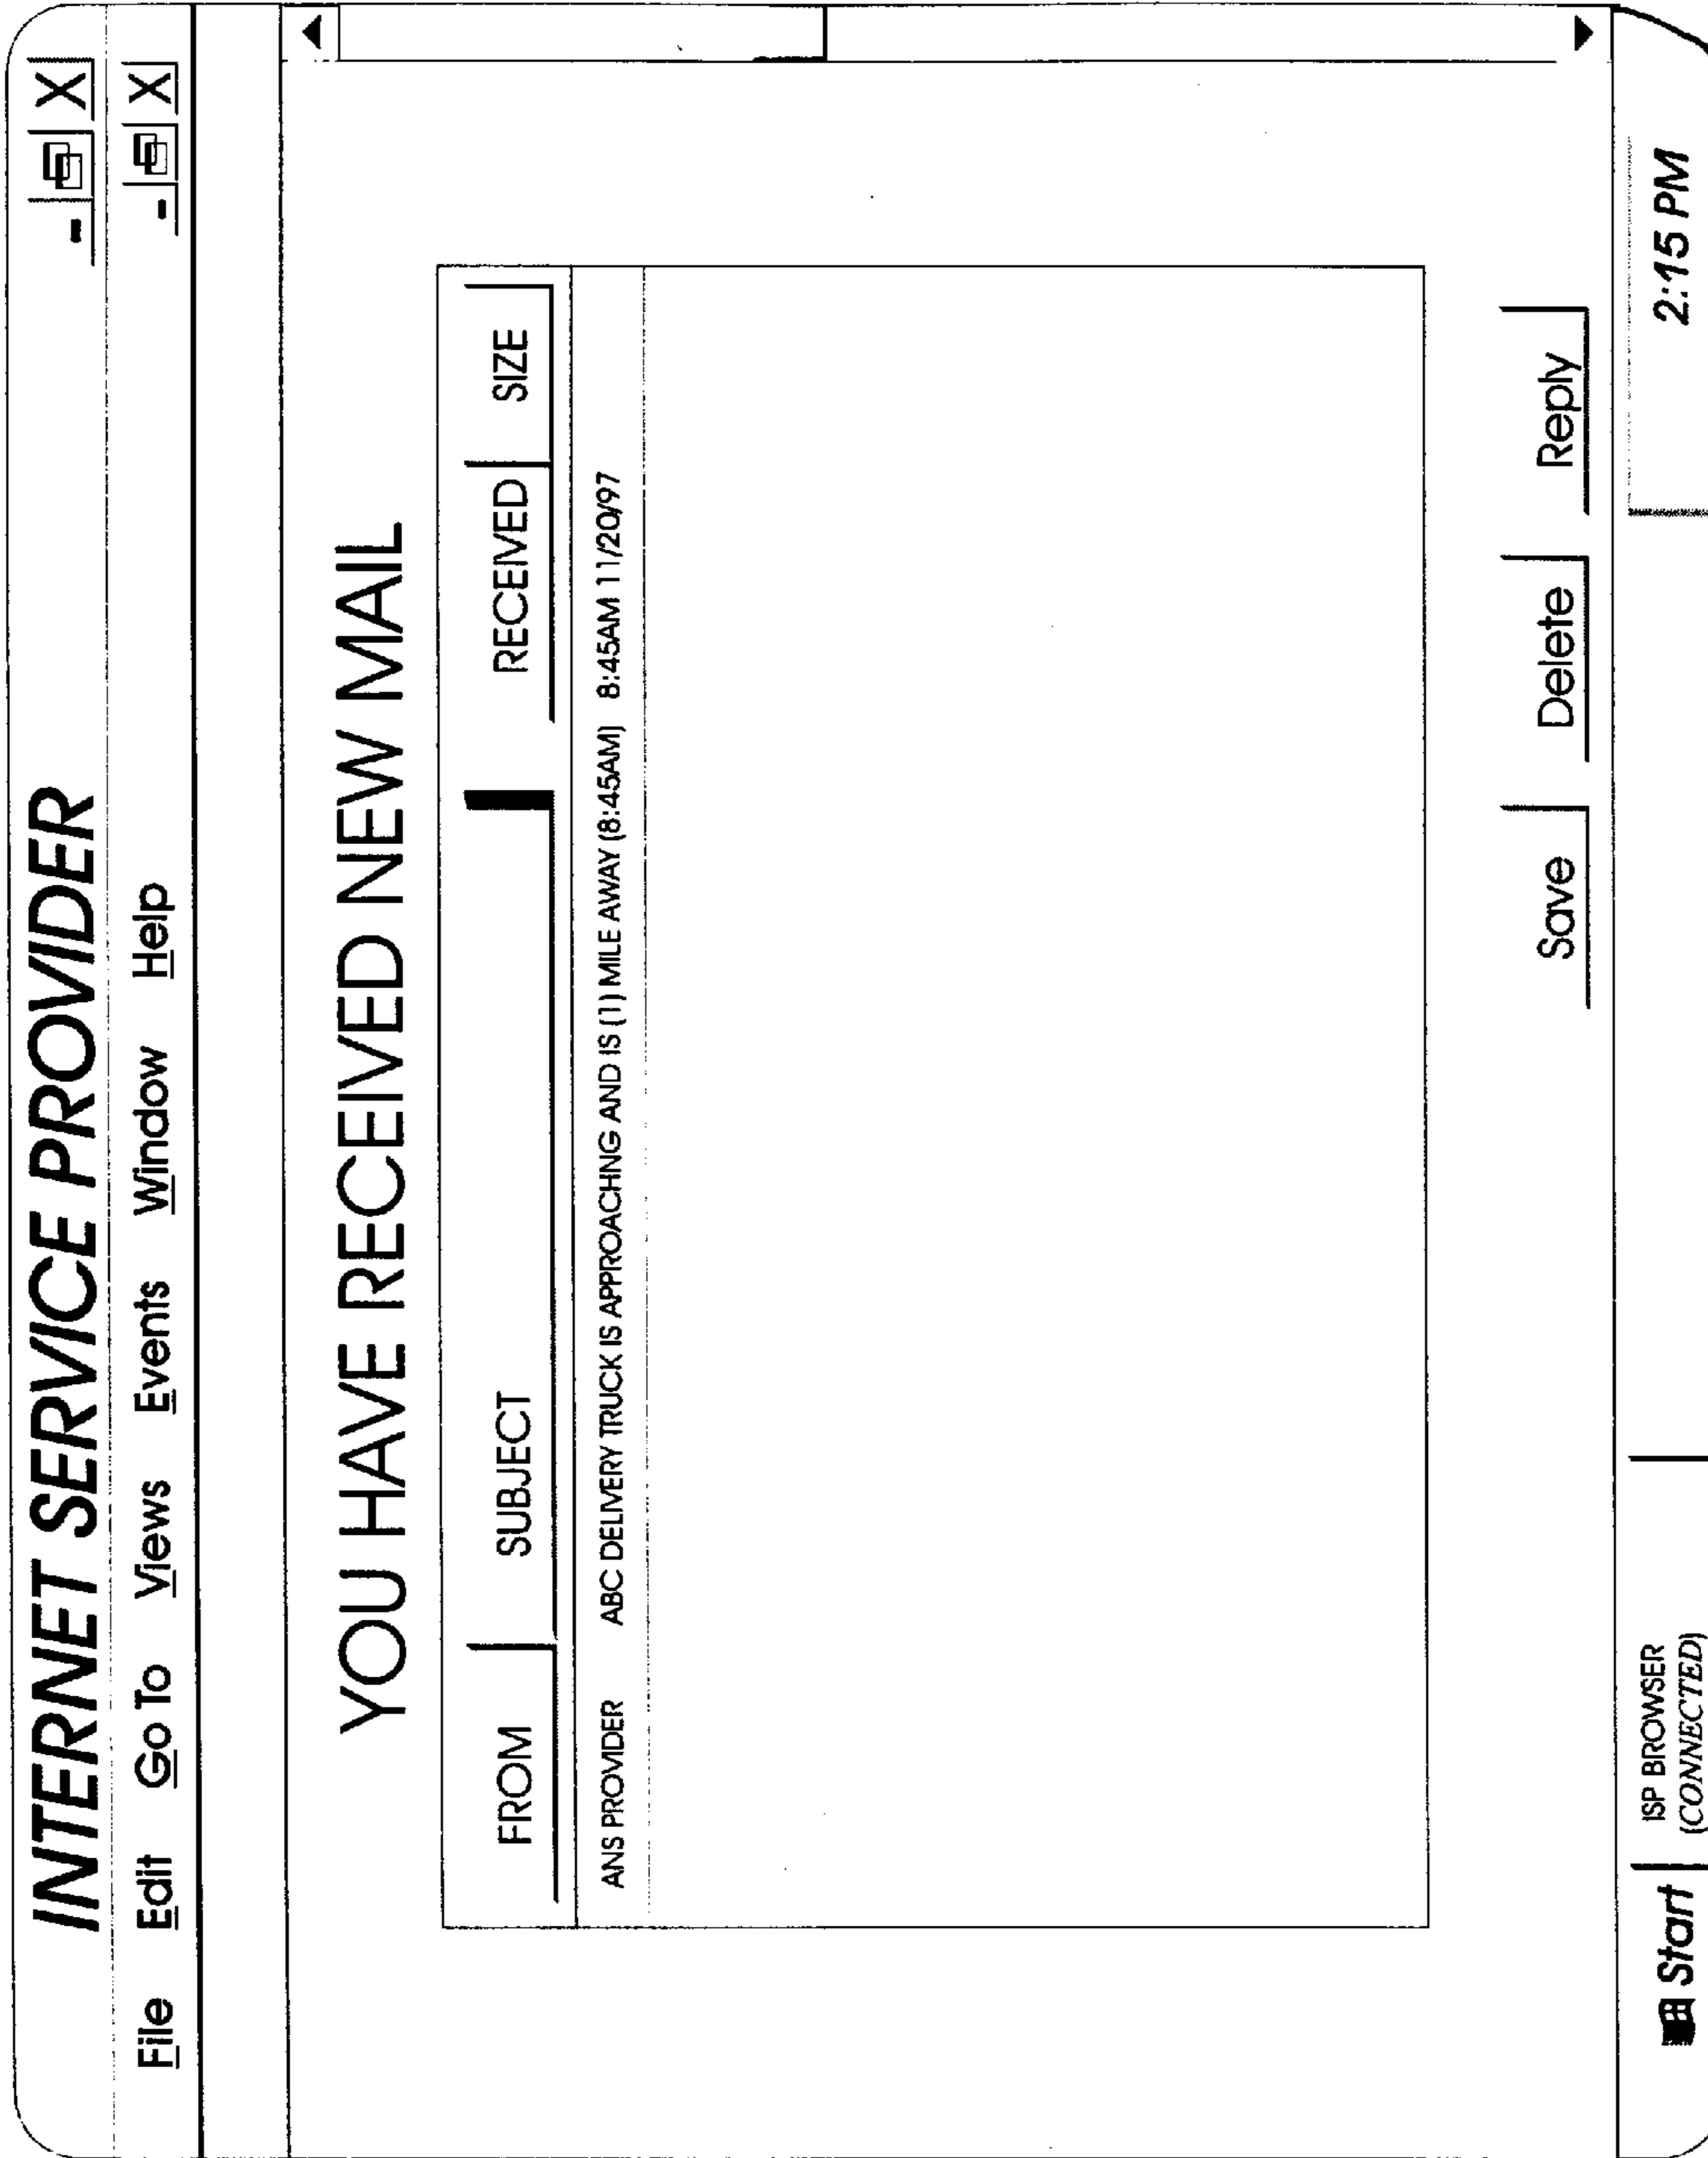 INTERNET SERVICE PROVIDER
File Edit Go To Views Events Window Help
YOU HAVE RECEIVED NEW MAIL
FROM SUBJECT RECEIVED SIZE
ANS PROVIDER ABC DELIVERY TRUCK IS APPROACHNG AND IS (1) MILE AWAY (8:45AM) 8:45AM 11/20/97
Save Delete Reply
Start ISP BROWSER 2:15 PM
(CONNECTED)